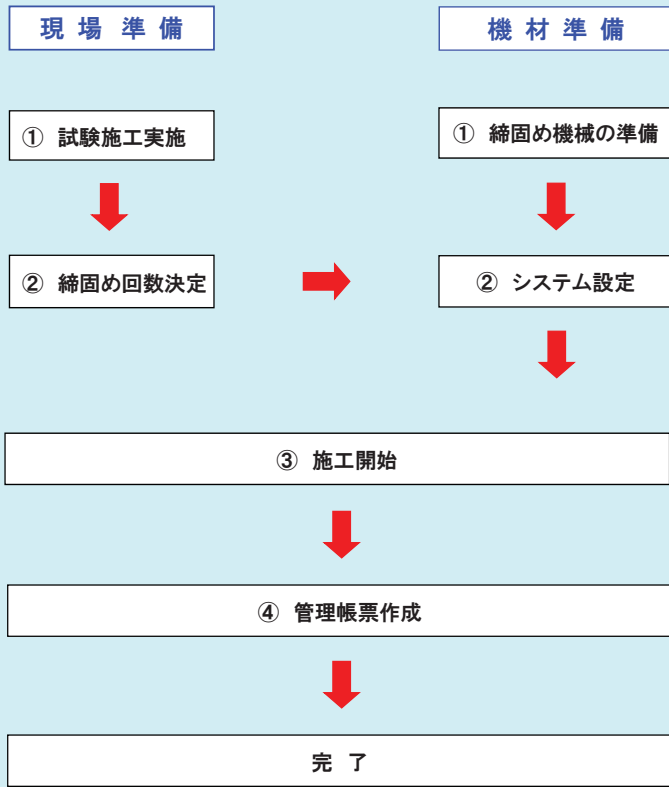 現場準備
機材準備
① 試験施工実施
① 締固め機械の準備
② 締固め回数決定
② システム設定
③ 施工開始
④ 管理帳票作成
完了